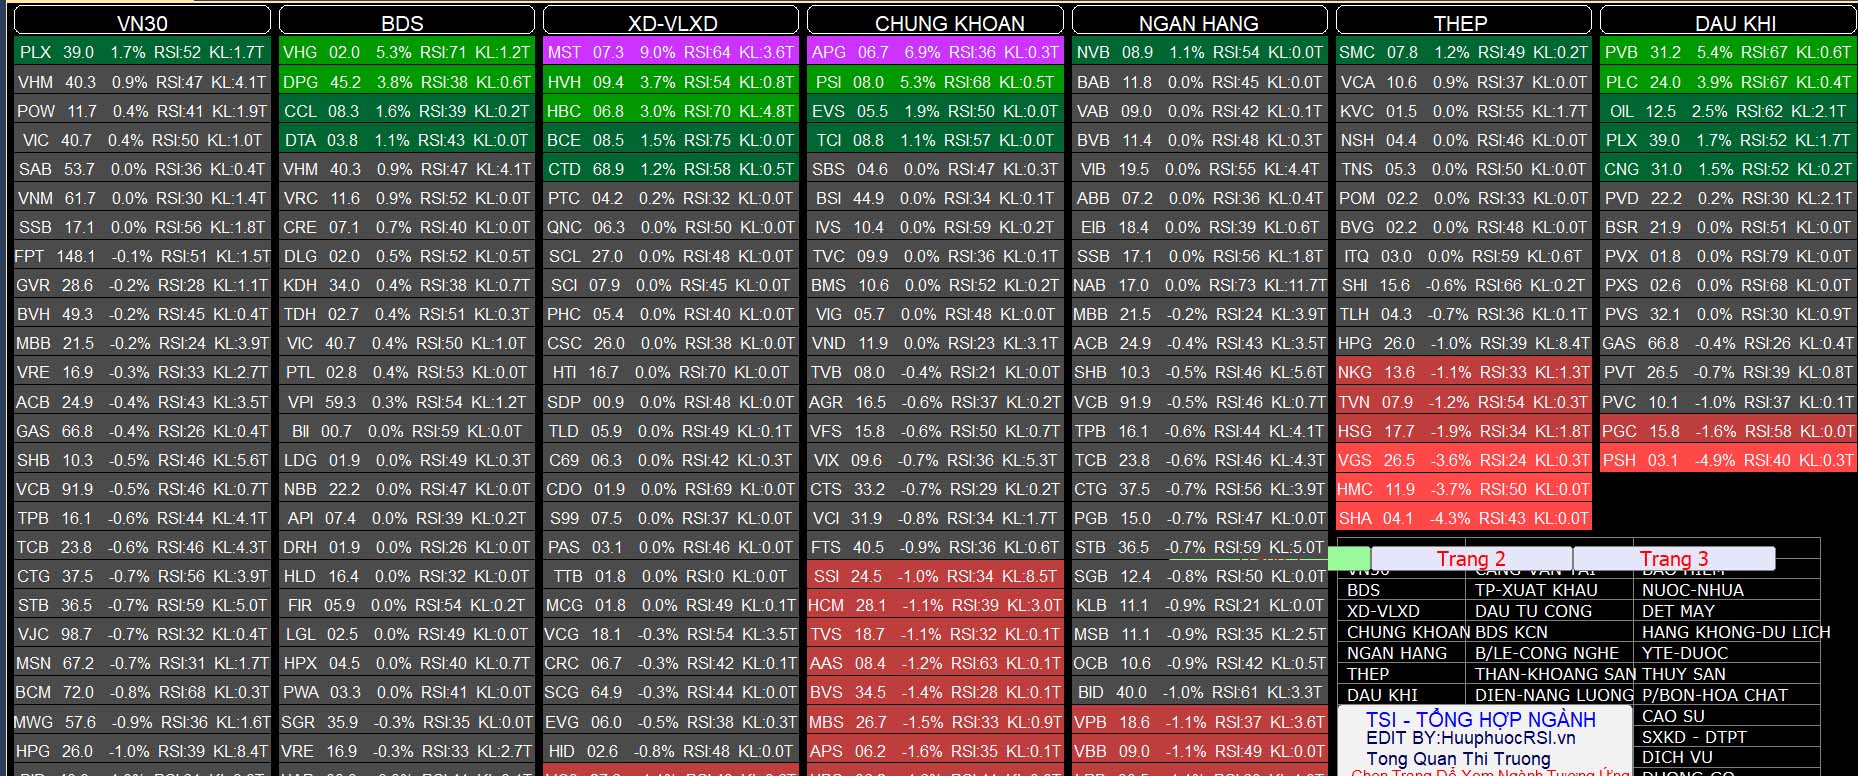 VN30
PLX 39.0 1.7% RSI:52 KL:1.7T
VHM 40.3 0.9% RSI:47 KL:4.1T
POW 11.7 0.4% RSI:41 KL:1.9T
VIC 40.7 0.4% RSI:50 KL:1.0T
SAB 53.7 0.0% RSI:36 KL:0.4T
VNM 61.7 0.0% RSI:30 KL:1.4T
SSB 17.1 0.0% RSI:56 KL:1.8T
FPT 148.1 -0.1% RSI:51 KL:1.5T
GVR 28.6 -0.2% RSI:28 KL:1.1T
BVH 49.3 -0.2% RSI:45 KL:0.4T
MBB 21.5 -0.2% RSI:24 KL:3.9T
VRE 16.9 -0.3% RSI:33 KL:2.7T
ACB 24.9 -0.4% RSI:43 KL:3.5T
GAS 66.8 -0.4% RSI:26 KL:0.4T
SHB 10.3 -0.5% RSI:46 KL:5.6T
VCB 91.9 -0.5% RSI:46 KL:0.7T
TPB 16.1 -0.6% RSI:44 KL:4.1T
TCB 23.8 -0.6% RSI:46 KL:4.3T
CTG 37.5 -0.7% RSI:56 KL:3.9T
STB 36.5 -0.7% RSI:59 KL:5.0T
VJC 98.7 -0.7% RSI:32 KL:0.4T
MSN 67.2 -0.7% RSI:31 KL:1.7T
BCM 72.0 -0.8% RSI:68 KL:0.3T
MWG 57.6 -0.9% RSI:36 KL:1.6T
HPG 26.0 -1.0% RSI:39 KL:8.4T
BDS
VHG 02.0 5.3% RSI:71 KL:1.2T
DPG 45.2 3.8% RSI:38 KL:0.6T
CCL 08.3 1.6% RSI:39 KL:0.2T
DTA 03.8 1.1% RSI:43 KL:0.0T
VHM 40.3 0.9% RSI:47 KL:4.1T
VRC 11.6 0.9% RSI:52 KL:0.0T
CRE 07.1 0.7% RSI:40 KL:0.0T
DLG 02.0 0.5% RSI:52 KL:0.5T
KDH 34.0 0.4% RSI:38 KL:0.7T
TDH 02.7 0.4% RSI:51 KL:0.3T
VIC 40.7 0.4% RSI:50 KL:1.0T
PTL 02.8 0.4% RSI:53 KL:0.0T
VPI 59.3 0.3% RSI:54 KL:1.2T
BII 00.7 0.0% RSI:59 KL:0.0T
LDG 01.9 0.0% RSI:49 KL:0.3T
NBB 22.2 0.0% RSI:47 KL:0.0T
API 07.4 0.0% RSI:39 KL:0.2T
DRH 01.9 0.0% RSI:26 KL:0.0T
HLD 16.4 0.0% RSI:32 KL:0.0T
FIR 05.9 0.0% RSI:54 KL:0.2T
LGL 02.5 0.0% RSI:49 KL:0.0T
HPX 04.5 0.0% RSI:40 KL:0.7T
PWA 03.3 0.0% RSI:41 KL:0.0T
SGR 35.9 -0.3% RSI:35 KL:0.0T
VRE 16.9 -0.3% RSI:33 KL:2.7T
XD-VLXD
MST 07.3 9.0% RSI:64 KL:3.6T
HVH 09.4 3.7% RSI:54 KL:0.8T
HBC 06.8 3.0% RSI:70 KL:4.8T
BCE 08.5 1.5% RSI:75 KL:0.0T
CTD 68.9 1.2% RSI:58 KL:0.5T
PTC 04.2 0.2% RSI:32 KL:0.0T
QNC 06.3 0.0% RSI:50 KL:0.0T
SCL 27.0 0.0% RSI:48 KL:0.0T
SCI 07.9 0.0% RSI:45 KL:0.0T
PHC 05.4 0.0% RSI:40 KL:0.0T
CSC 26.0 0.0% RSI:38 KL:0.0T
HTI 16.7 0.0% RSI:70 KL:0.0T
SDP 00.9 0.0% RSI:48 KL:0.0T
TLD 05.9 0.0% RSI:49 KL:0.1T
C69 06.3 0.0% RSI:42 KL:0.3T
CDO 01.9 0.0% RSI:69 KL:0.0T
S99 07.5 0.0% RSI:37 KL:0.0T
PAS 03.1 0.0% RSI:46 KL:0.0T
TTB 01.8 0.0% RSI:0 KL:0.0T
MCG 01.8 0.0% RSI:49 KL:0.1T
VCG 18.1 -0.3% RSI:54 KL:3.5T
CRC 06.7 -0.3% RSI:42 KL:0.1T
SCG 64.9 -0.3% RSI:44 KL:0.0T
EVG 06.0 -0.5% RSI:38 KL:0.3T
HID 02.6 -0.8% RSI:48 KL:0.0T
CHUNG KHOAN
APG 06.7 6.9% RSI:36 KL:0.3T
PSI 08.0 5.3% RSI:68 KL:0.5T
EVS 05.5 1.9% RSI:50 KL:0.0T
TCI 08.8 1.1% RSI:57 KL:0.0T
SBS 04.6 0.0% RSI:47 KL:0.3T
BSI 44.9 0.0% RSI:34 KL:0.1T
IVS 10.4 0.0% RSI:59 KL:0.2T
TVC 09.9 0.0% RSI:36 KL:0.1T
BMS 10.6 0.0% RSI:52 KL:0.2T
VIG 05.7 0.0% RSI:48 KL:0.0T
VND 11.9 0.0% RSI:23 KL:3.1T
TVB 08.0 -0.4% RSI:21 KL:0.0T
AGR 16.5 -0.6% RSI:37 KL:0.2T
VFS 15.8 -0.6% RSI:50 KL:0.7T
VIX 09.6 -0.7% RSI:36 KL:5.3T
CTS 33.2 -0.7% RSI:29 KL:0.2T
VCI 31.9 -0.8% RSI:34 KL:1.7T
FTS 40.5 -0.9% RSI:36 KL:0.6T
SSI 24.5 -1.0% RSI:34 KL:8.5T
HCM 28.1 -1.1% RSI:39 KL:3.0T
TVS 18.7 -1.1% RSI:32 KL:0.1T
AAS 08.4 -1.2% RSI:63 KL:0.1T
BVS 34.5 -1.4% RSI:28 KL:0.1T
MBS 26.7 -1.5% RSI:33 KL:0.9T
APS 06.2 -1.6% RSI:35 KL:0.1T
NGAN HANG
NVB 08.9 1.1% RSI:54 KL:0.0T
BAB 11.8 0.0% RSI:45 KL:0.0T
VAB 09.0 0.0% RSI:42 KL:0.1T
BVB 11.4 0.0% RSI:48 KL:0.3T
VIB 19.5 0.0% RSI:55 KL:4.4T
ABB 07.2 0.0% RSI:36 KL:0.4T
EIB 18.4 0.0% RSI:39 KL:0.6T
SSB 17.1 0.0% RSI:56 KL:1.8T
NAB 17.0 0.0% RSI:73 KL:11.7T
MBB 21.5 -0.2% RSI:24 KL:3.9T
ACB 24.9 -0.4% RSI:43 KL:3.5T
SHB 10.3 -0.5% RSI:46 KL:5.6T
VCB 91.9 -0.5% RSI:46 KL:0.7T
TPB 16.1 -0.6% RSI:44 KL:4.1T
TCB 23.8 -0.6% RSI:46 KL:4.3T
CTG 37.5 -0.7% RSI:56 KL:3.9T
PGB 15.0 -0.7% RSI:47 KL:0.0T
STB 36.5 -0.7% RSI:59 KL:5.0T
SGB 12.4 -0.8% RSI:50 KL:0.0T
KLB 11.1 -0.9% RSI:21 KL:0.0T
MSB 11.1 -0.9% RSI:35 KL:2.5T
OCB 10.6 -0.9% RSI:42 KL:0.5T
BID 40.0 -1.0% RSI:61 KL:3.3T
VPB 18.6 -1.1% RSI:37 KL:3.6T
VBB 09.0 -1.1% RSI:49 KL:0.1T
THEP
SMC 07.8 1.2% RSI:49 KL:0.2T
VCA 10.6 0.9% RSI:37 KL:0.0T
KVC 01.5 0.0% RSI:55 KL:1.7T
NSH 04.4 0.0% RSI:46 KL:0.0T
TNS 05.3 0.0% RSI:50 KL:0.0T
POM 02.2 0.0% RSI:38 KL:0.0T
BVG 02.2 0.0% RSI:48 KL:0.0T
ITQ 03.0 0.0% RSI:59 KL:0.6T
SHI 15.6 -0.6% RSI:66 KL:0.2T
TLH 04.3 -0.7% RSI:36 KL:0.1T
HPG 26.0 -1.0% RSI:39 KL:8.4T
NKG 13.6 -1.1% RSI:33 KL:1.3T
TVN 07.9 -1.2% RSI:54 KL:0.3T
HSG 17.7 -1.9% RSI:34 KL:1.8T
VGS 26.5 -3.6% RSI:24 KL:0.3T
HMC 11.9 -3.7% RSI:50 KL:0.0T
SHA 04.1 -4.3% RSI:43 KL:0.0T
DAU KHI
PVB 31.2 5.4% RSI:67 KL:0.6T
PLC 24.0 3.9% RSI:67 KL:0.4T
OIL 12.5 2.5% RSI:62 KL:2.1T
PLX 39.0 1.7% RSI:52 KL:1.7T
CNG 31.0 1.5% RSI:52 KL:0.2T
PVD 22.2 0.2% RSI:30 KL:2.1T
BSR 21.9 0.0% RSI:51 KL:0.0T
PVX 01.8 0.0% RSI:79 KL:0.0T
PXS 02.6 0.0% RSI:68 KL:0.0T
PVS 32.1 0.0% RSI:30 KL:0.9T
GAS 66.8 -0.4% RSI:26 KL:0.4T
PVT 26.5 -0.7% RSI:39 KL:0.8T
PVC 10.1 -1.0% RSI:37 KL:0.1T
PGC 15.8 -1.6% RSI:58 KL:0.0T
PSH 03.1 -4.9% RSI:40 KL:0.3T
Trang 2 Trang 3
BDS TP-XUAT KHAU NUOC-NHUA
XD-VLXD DAU TU CONG DET MAY
CHUNG KHOAN BDS KCN HANG KHONG-DU LICH
NGAN HANG B/LE-CONG NGHE YTE-DUOC
THEP THAN-KHOANG SAN THUY SAN
DAU KHI DIEN-NANG LUONG P/BON-HOA CHAT
CAO SU
SXKD - DTPT
DICH VU
TSI - TỔNG HỢP NGÀNH
EDIT BY:HuuphuocRSI.vn
Tong Quan Thi Truong
Chon Trang Để Xem Ngành Tương Ứng